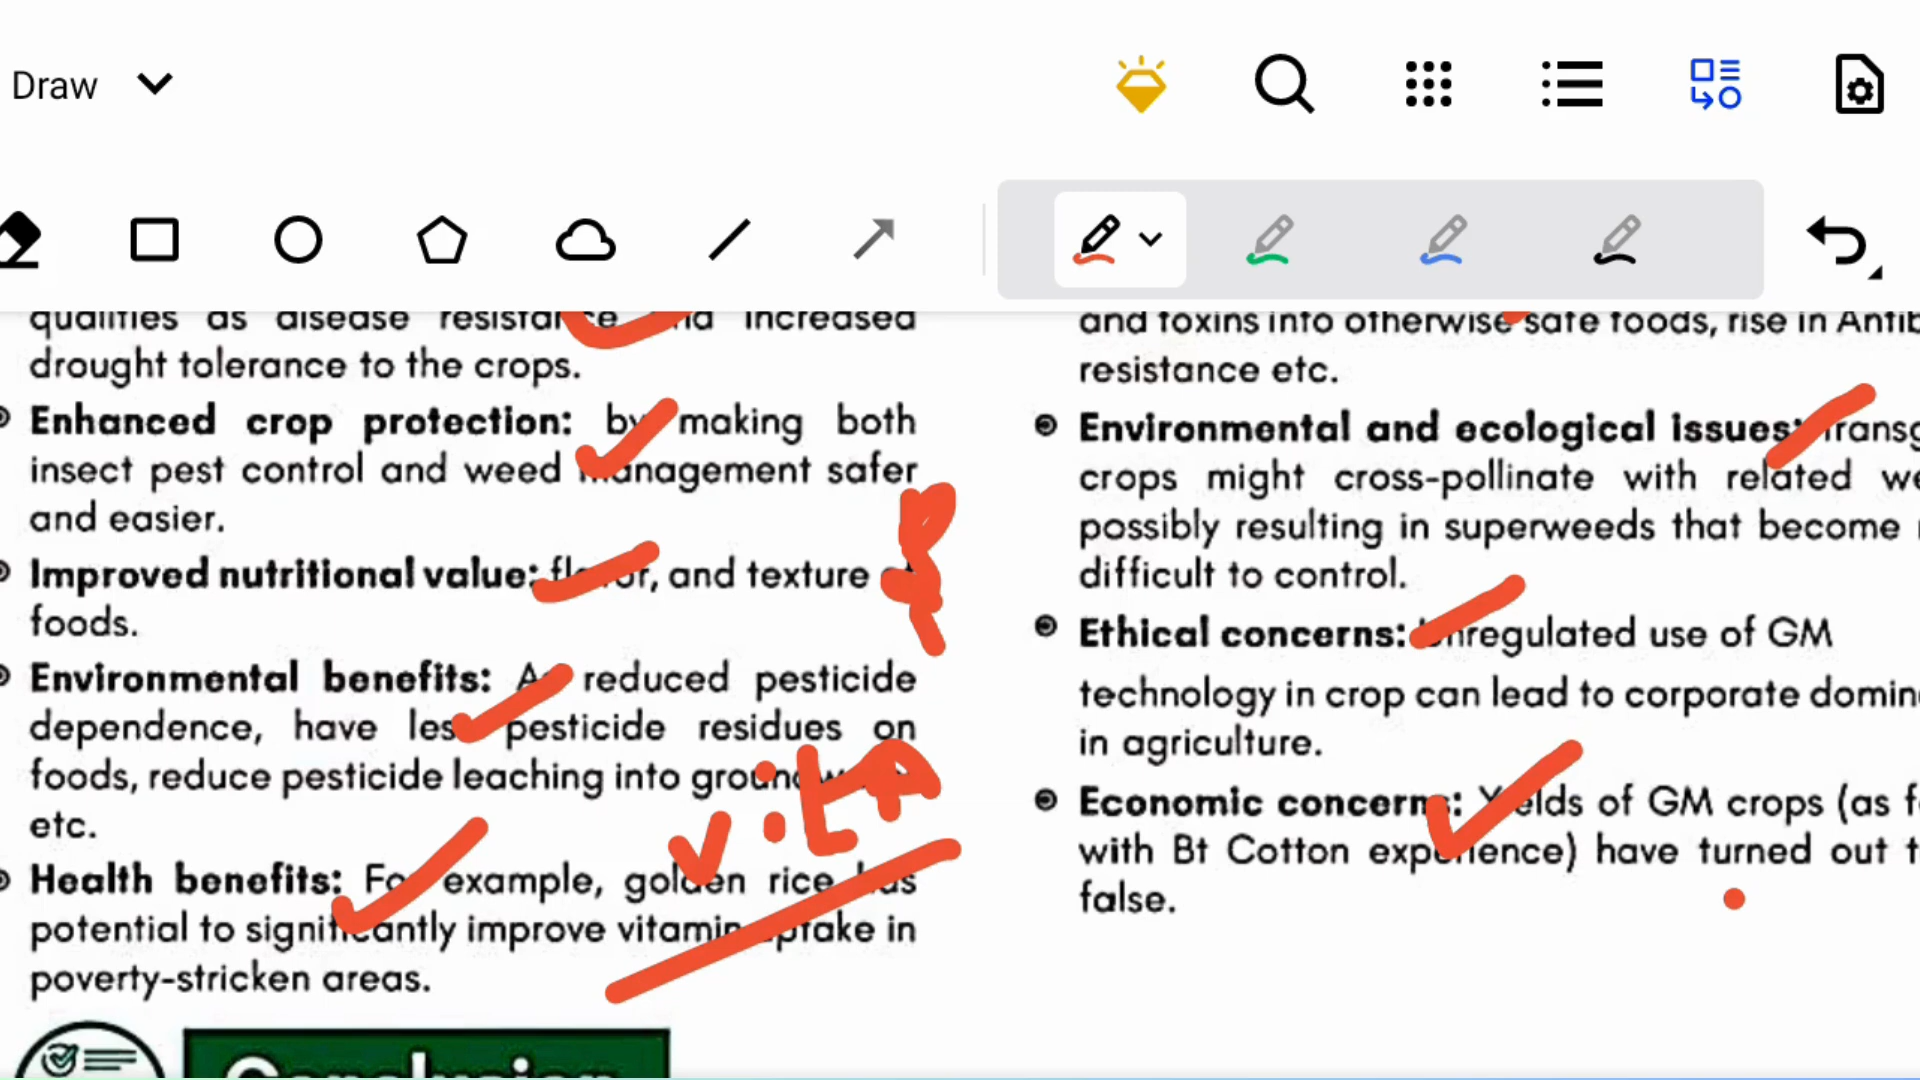 Draw
qualities as disease resistance and increased
drought tolerance to the crops.
Enhanced crop protection: by making both
insect pest control and weed management safer
and easier.
Improved nutritional value: flavor, and texture of
foods.
Environmental benefits: As reduced pesticide
dependence, have less pesticide residues on
foods, reduce pesticide leaching into
etc.
vita
Health benefits: For example, golden rice has
potential to significantly improve vitamin uptake in
poverty-stricken areas.
Conclusion
and toxins into otherwise safe foods, rise in
resistance etc.
Environmental and ecological issues:
crops might cross-pollinate with related
possibly resulting in superweeds that become
difficult to control.
Ethical concerns: Unregulated use of GM
technology in crop can lead to corporate
in agriculture.
Economic concerns: Yields of GM crops (as
with Bt Cotton experience) have turned out
false.